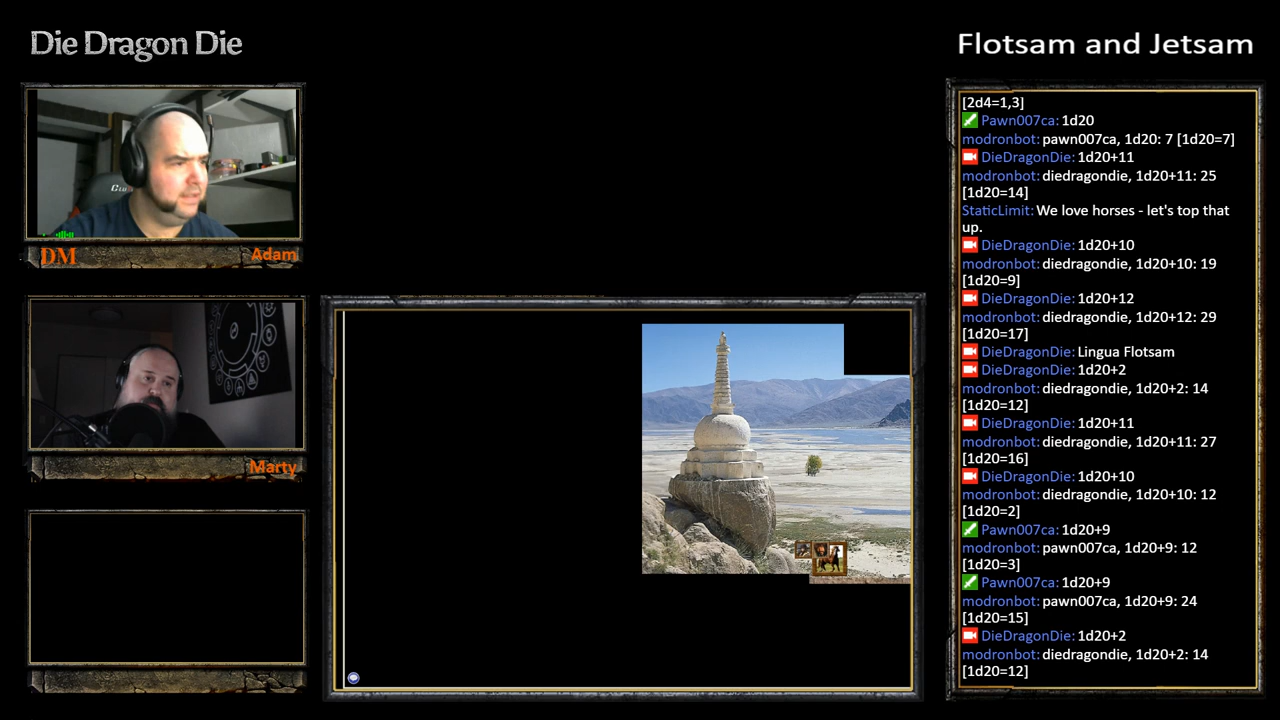 Die Dragon Die
Flotsam and Jetsam
DM
Adam
Marty
[2d4=1,3]
Pawn007ca: 1d20
modronbot: pawn007ca, 1d20: 7 [1d20=7]
DieDragonDie: 1d20+11
modronbot: diedragondie, 1d20+11: 25
[1d20=14]
StaticLimit: We love horses - let's top that
up.
DieDragonDie: 1d20+10
modronbot: diedragondie, 1d20+10: 19
[1d20=9]
DieDragonDie: 1d20+12
modronbot: diedragondie, 1d20+12: 29
[1d20=17]
DieDragonDie: Lingua Flotsam
DieDragonDie: 1d20+2
modronbot: diedragondie, 1d20+2: 14
[1d20=12]
DieDragonDie: 1d20+11
modronbot: diedragondie, 1d20+11: 27
[1d20=16]
DieDragonDie: 1d20+10
modronbot: diedragondie, 1d20+10: 12
[1d20=2]
Pawn007ca: 1d20+9
modronbot: pawn007ca, 1d20+9: 12
[1d20=3]
Pawn007ca: 1d20+9
modronbot: pawn007ca, 1d20+9: 24
[1d20=15]
DieDragonDie: 1d20+2
modronbot: diedragondie, 1d20+2: 14
[1d20=12]